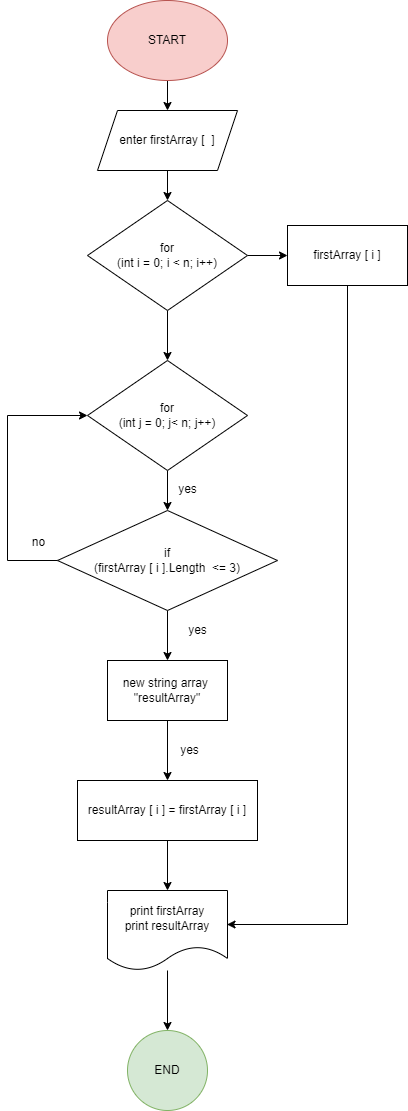 START
enter firstArray [  ]
for
(int i = 0; i < n; i++)
firstArray [ i ]
for
(int j = 0; j< n; j++)
yes
if
(firstArray [ i ].Length  <= 3)
no
yes
new string array
"resultArray"
yes
resultArray [ i ] = firstArray [ i ]
print firstArray
print resultArray
END